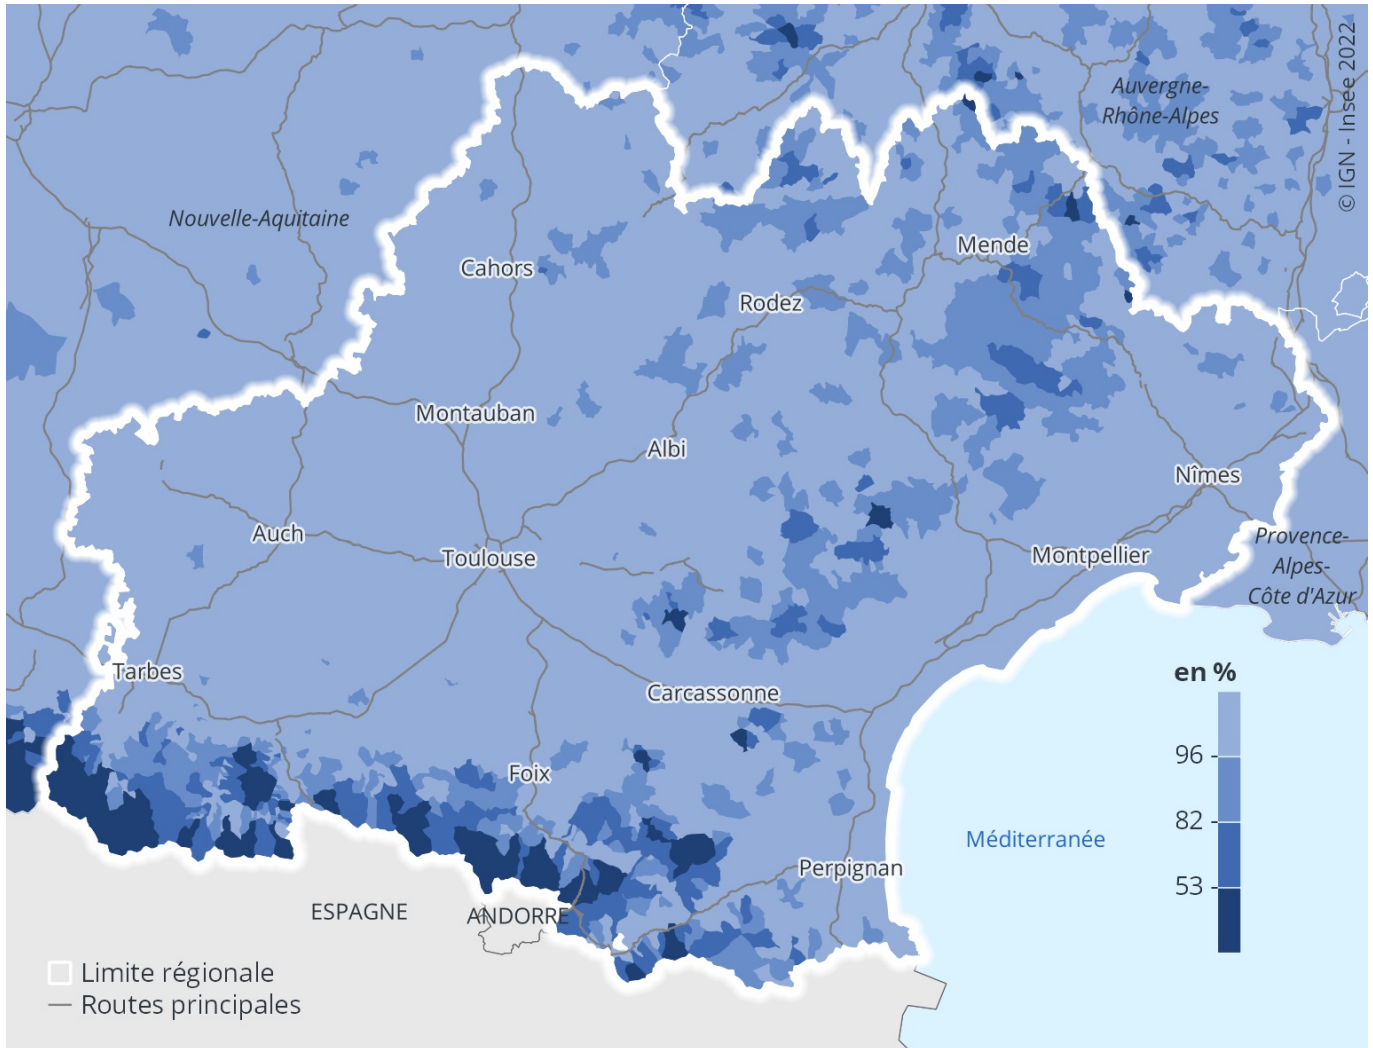 © IGN - Insee 2022
Auvergne-
Rhône-Alpes
Nouvelle-Aquitaine
Mende
Cahors
Rodez
Montauban
Albi
Nîmes
Auch
Toulouse
Montpellier
Provence-
Alpes-
Côte d'Azur
Tarbes
Carcassonne
en %
96
Foix
82
Méditerranée
Perpignan
53
ESPAGNE
ANDORRE
Limite régionale
Routes principales